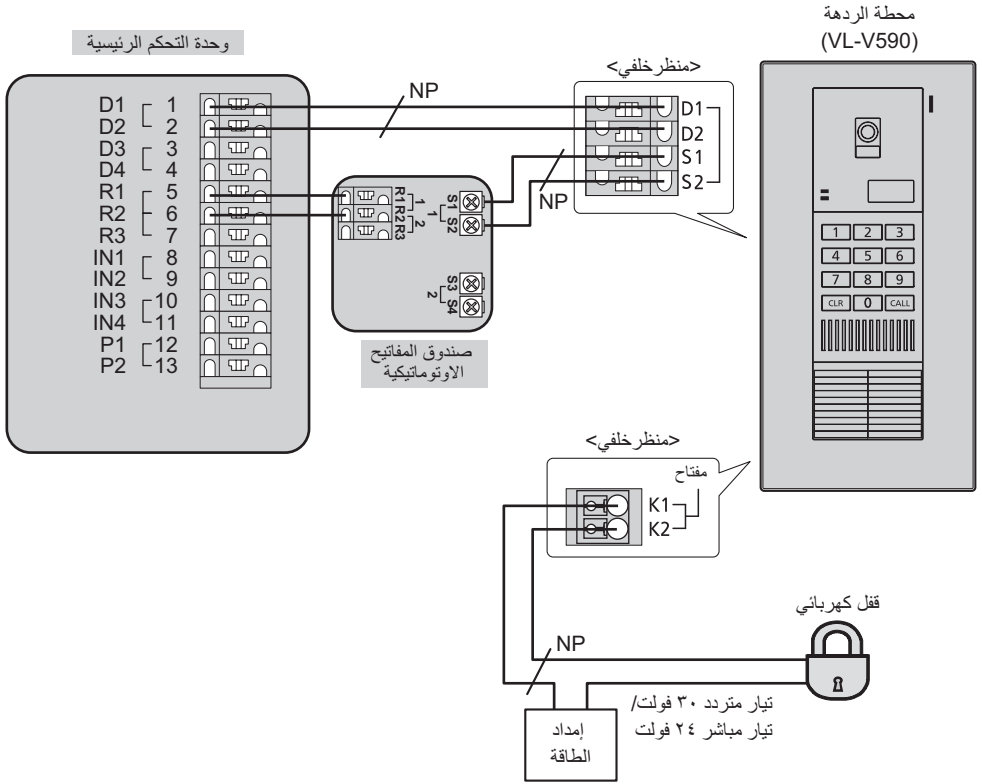 محطة الردهة
(VL-V590)
وحدة التحكم الرئيسية
<منظر خلفي>
NP
D1 1
D2 2
D3 3
D4 4
R1 5
R2 6
R3 7
IN1 8
IN2 9
IN3 10
IN4 11
P1 12
P2 13
D1
D2
S1
S2
NP
R1
R2
R3
1
2
S1
S2
1
S3
S4
2
صندوق المفاتيح
الاوتوماتيكية
1 2 3
4 5 6
7 8 9
CLR 0 CALL
<منظر خلفي>
مفتاح
K1
K2
قفل كهربائي
NP
تيار متردد ٣٠ فولت/
تيار مباشر ٢٤ فولت
إمداد
الطاقة